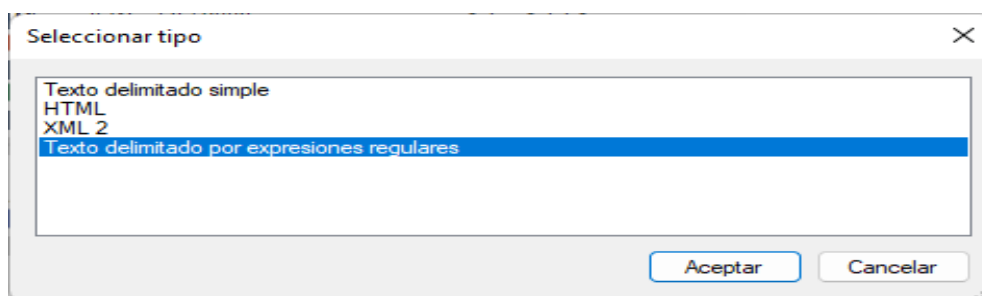 Seleccionar tipo
Texto delimitado simple
HTML
XML 2
Texto delimitado por expresiones regulares
Aceptar
Cancelar